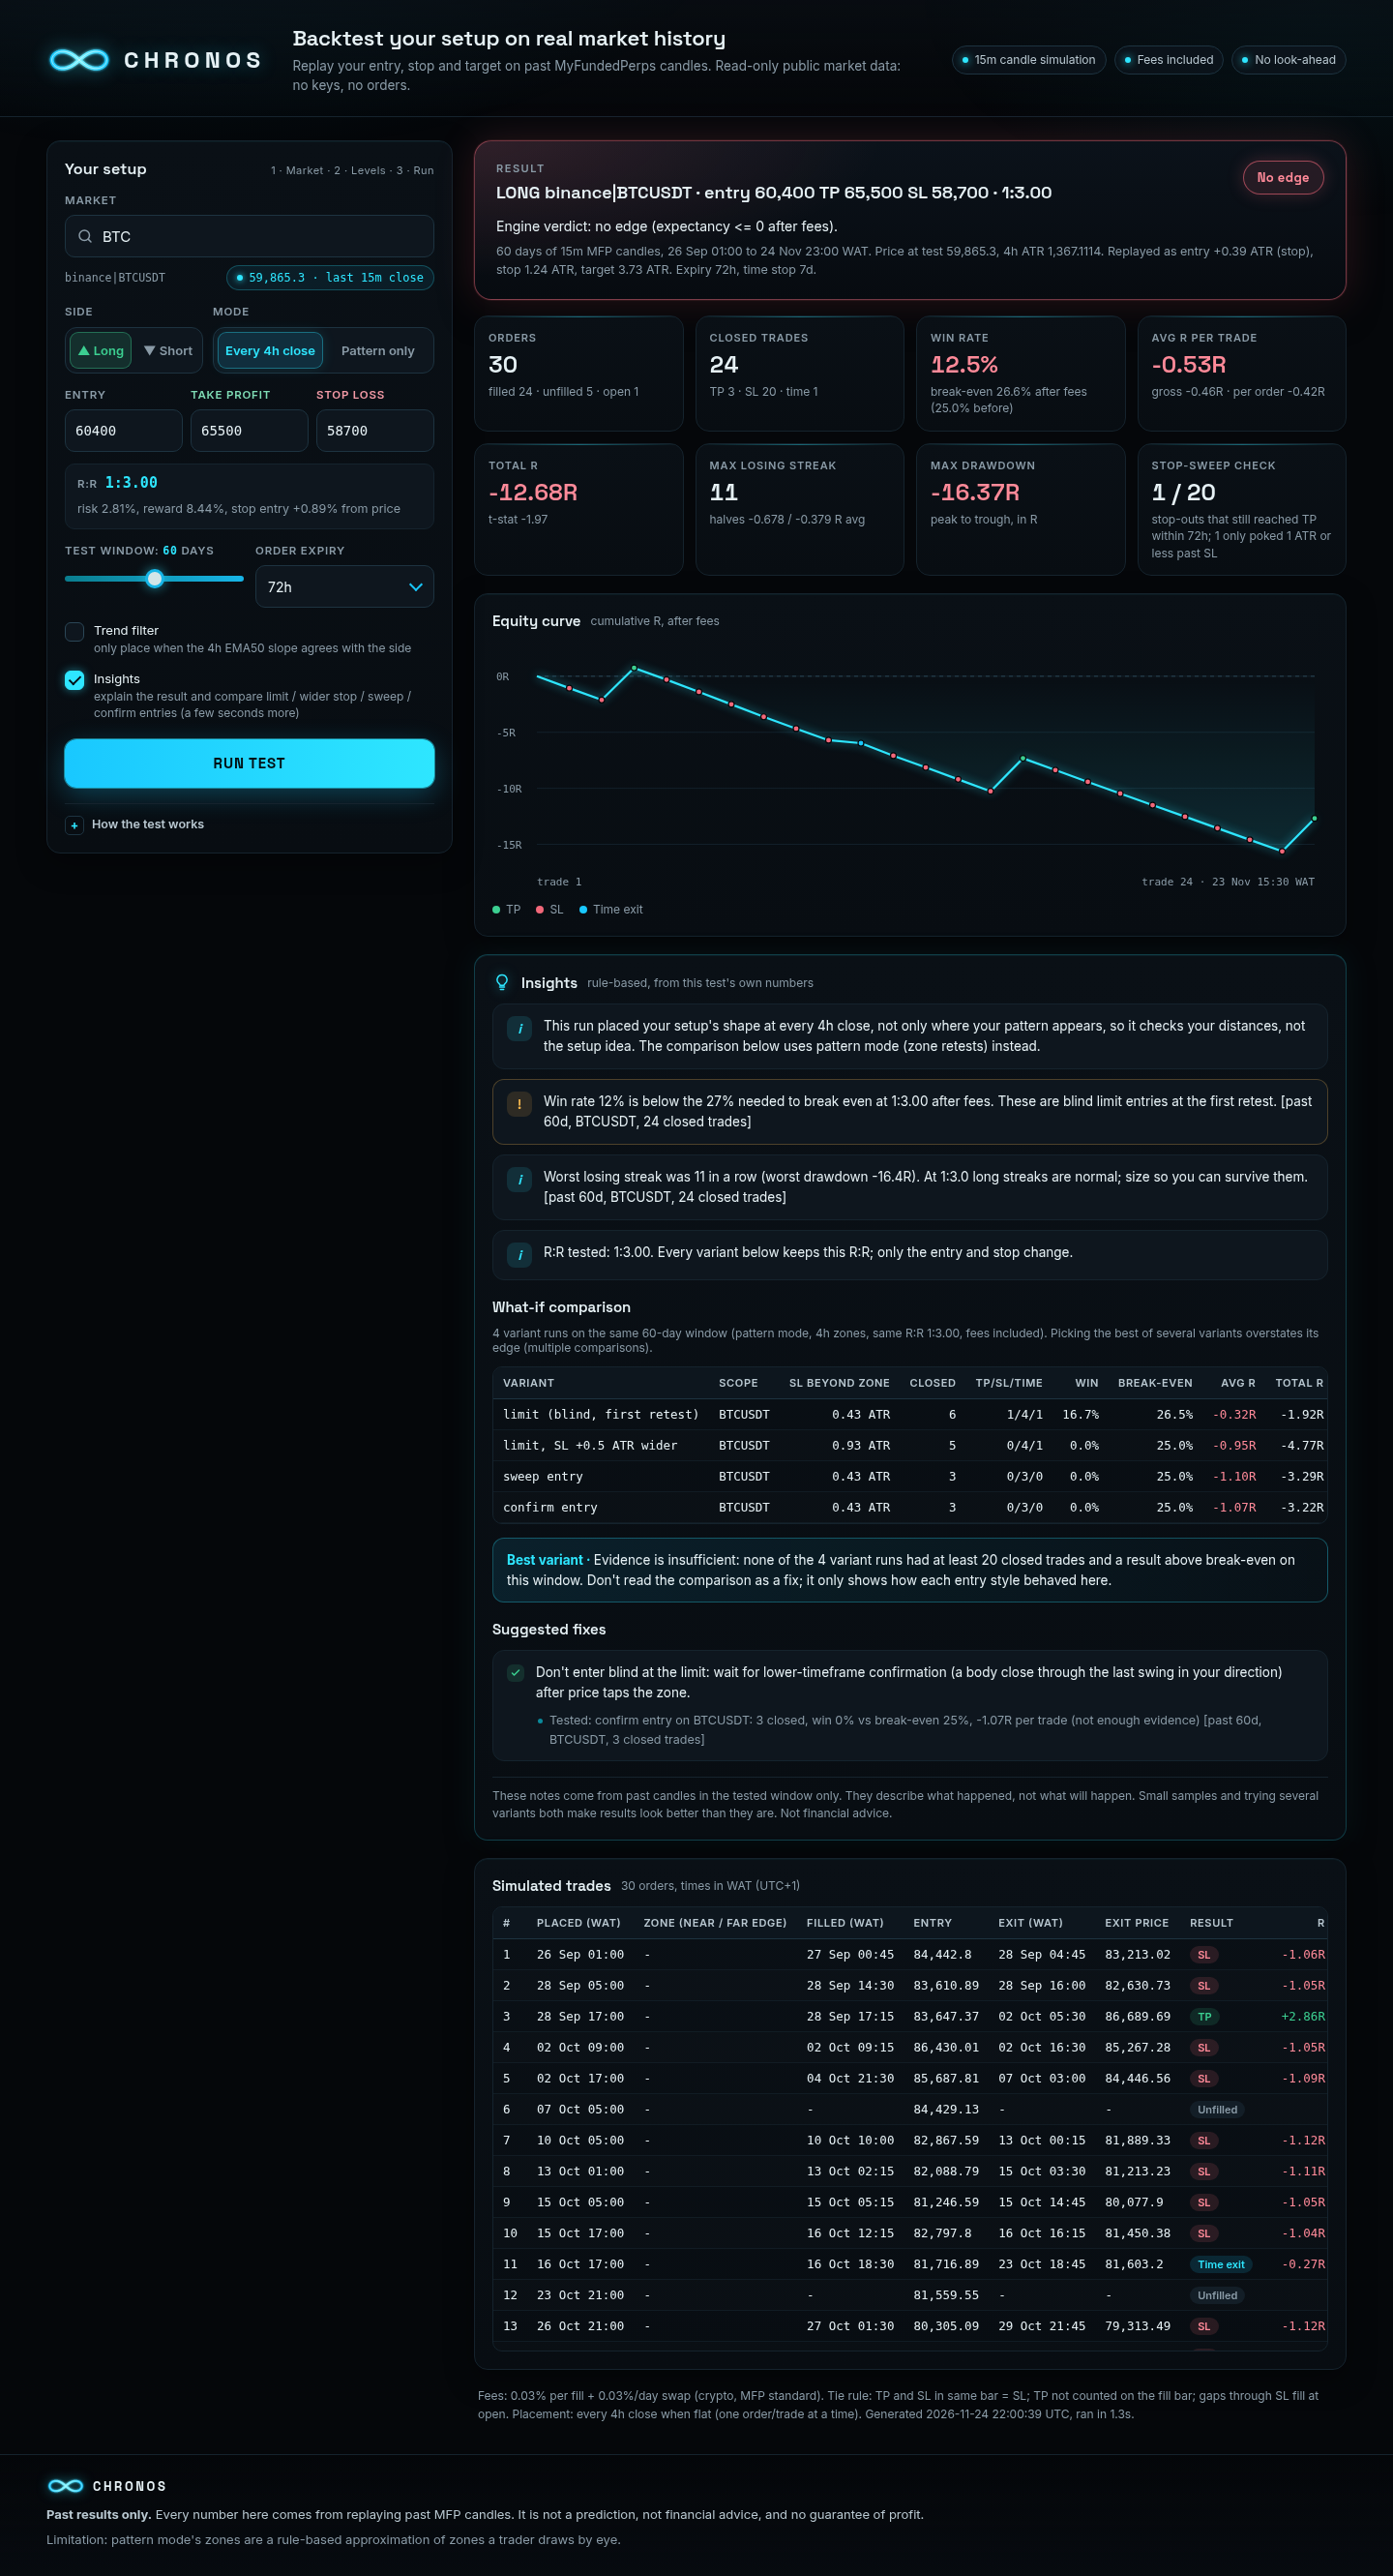 CHRONOS
Backtest your setup on real market history
Replay your entry, stop and target on past MyFundedPerps candles. Read-only public market data:
no keys, no orders.
15m candle simulation
Fees included
No look-ahead
Your setup
1 · Market · 2 · Levels · 3 · Run
MARKET
BTC
binance|BTCUSDT
59,865.3 · last 15m close
SIDE
MODE
▲ Long
▼ Short
Every 4h close
Pattern only
ENTRY
TAKE PROFIT
STOP LOSS
60400
65500
58700
R:R 1:3.00
risk 2.81%, reward 8.44%, stop entry +0.89% from price
TEST WINDOW: 60 DAYS
ORDER EXPIRY
72h
Trend filter
only place when the 4h EMA50 slope agrees with the side
Insights
explain the result and compare limit / wider stop / sweep /
confirm entries (a few seconds more)
RUN TEST
+ How the test works
RESULT
LONG binance|BTCUSDT · entry 60,400 TP 65,500 SL 58,700 · 1:3.00
No edge
Engine verdict: no edge (expectancy <= 0 after fees).
60 days of 15m MFP candles, 26 Sep 01:00 to 24 Nov 23:00 WAT. Price at test 59,865.3, 4h ATR 1,367.1114. Replayed as entry +0.39 ATR (stop),
stop 1.24 ATR, target 3.73 ATR. Expiry 72h, time stop 7d.
ORDERS
30
filled 24 · unfilled 5 · open 1
CLOSED TRADES
24
TP 3 · SL 20 · time 1
WIN RATE
12.5%
break-even 26.6% after fees
(25.0% before)
AVG R PER TRADE
-0.53R
gross -0.46R · per order -0.42R
TOTAL R
-12.68R
t-stat -1.97
MAX LOSING STREAK
11
halves -0.678 / -0.379 R avg
MAX DRAWDOWN
-16.37R
peak to trough, in R
STOP-SWEEP CHECK
1 / 20
stop-outs that still reached TP
within 72h; 1 only poked 1 ATR or
less past SL
Equity curve cumulative R, after fees
0R
-5R
-10R
-15R
trade 1
trade 24 · 23 Nov 15:30 WAT
TP SL Time exit
Insights rule-based, from this test's own numbers
i This run placed your setup's shape at every 4h close, not only where your pattern appears, so it checks your distances, not
the setup idea. The comparison below uses pattern mode (zone retests) instead.
! Win rate 12% is below the 27% needed to break even at 1:3.00 after fees. These are blind limit entries at the first retest. [past
60d, BTCUSDT, 24 closed trades]
i Worst losing streak was 11 in a row (worst drawdown -16.4R). At 1:3.0 long streaks are normal; size so you can survive them.
[past 60d, BTCUSDT, 24 closed trades]
i R:R tested: 1:3.00. Every variant below keeps this R:R; only the entry and stop change.
What-if comparison
4 variant runs on the same 60-day window (pattern mode, 4h zones, same R:R 1:3.00, fees included). Picking the best of several variants overstates its
edge (multiple comparisons).
VARIANT SCOPE SL BEYOND ZONE CLOSED TP/SL/TIME WIN BREAK-EVEN AVG R TOTAL R
limit (blind, first retest) BTCUSDT 0.43 ATR 6 1/4/1 16.7% 26.5% -0.32R -1.92R
limit, SL +0.5 ATR wider BTCUSDT 0.93 ATR 5 0/4/1 0.0% 25.0% -0.95R -4.77R
sweep entry BTCUSDT 0.43 ATR 3 0/3/0 0.0% 25.0% -1.10R -3.29R
confirm entry BTCUSDT 0.43 ATR 3 0/3/0 0.0% 25.0% -1.07R -3.22R
Best variant · Evidence is insufficient: none of the 4 variant runs had at least 20 closed trades and a result above break-even on
this window. Don't read the comparison as a fix; it only shows how each entry style behaved here.
Suggested fixes
Don't enter blind at the limit: wait for lower-timeframe confirmation (a body close through the last swing in your direction)
after price taps the zone.
Tested: confirm entry on BTCUSDT: 3 closed, win 0% vs break-even 25%, -1.07R per trade (not enough evidence) [past 60d,
BTCUSDT, 3 closed trades]
These notes come from past candles in the tested window only. They describe what happened, not what will happen. Small samples and trying several
variants both make results look better than they are. Not financial advice.
Simulated trades 30 orders, times in WAT (UTC+1)
# PLACED (WAT) ZONE (NEAR / FAR EDGE) FILLED (WAT) ENTRY EXIT (WAT) EXIT PRICE RESULT R
1 26 Sep 01:00 - 27 Sep 00:45 84,442.8 28 Sep 04:45 83,213.02 SL -1.06R
2 28 Sep 05:00 - 28 Sep 14:30 83,610.89 28 Sep 16:00 82,630.73 SL -1.05R
3 28 Sep 17:00 - 28 Sep 17:15 83,647.37 02 Oct 05:30 86,689.69 TP +2.86R
4 02 Oct 09:00 - 02 Oct 09:15 86,430.01 02 Oct 16:30 85,267.28 SL -1.05R
5 02 Oct 17:00 - 04 Oct 21:30 85,687.81 07 Oct 03:00 84,446.56 SL -1.09R
6 07 Oct 05:00 - - 84,429.13 - - Unfilled
7 10 Oct 05:00 - 10 Oct 10:00 82,867.59 13 Oct 00:15 81,889.33 SL -1.12R
8 13 Oct 01:00 - 13 Oct 02:15 82,088.79 15 Oct 03:30 81,213.23 SL -1.11R
9 15 Oct 05:00 - 15 Oct 05:15 81,246.59 15 Oct 14:45 80,077.9 SL -1.05R
10 15 Oct 17:00 - 16 Oct 12:15 82,797.8 16 Oct 16:15 81,450.38 SL -1.04R
11 16 Oct 17:00 - 16 Oct 18:30 81,716.89 23 Oct 18:45 81,603.2 Time exit -0.27R
12 23 Oct 21:00 - - 81,559.55 - - Unfilled
13 26 Oct 21:00 - 27 Oct 01:30 80,305.09 29 Oct 21:45 79,313.49 SL -1.12R
Fees: 0.03% per fill + 0.03%/day swap (crypto, MFP standard). Tie rule: TP and SL in same bar = SL; TP not counted on the fill bar; gaps through SL fill at
open. Placement: every 4h close when flat (one order/trade at a time). Generated 2026-11-24 22:00:39 UTC, ran in 1.3s.
CHRONOS
Past results only. Every number here comes from replaying past MFP candles. It is not a prediction, not financial advice, and no guarantee of profit.
Limitation: pattern mode's zones are a rule-based approximation of zones a trader draws by eye.